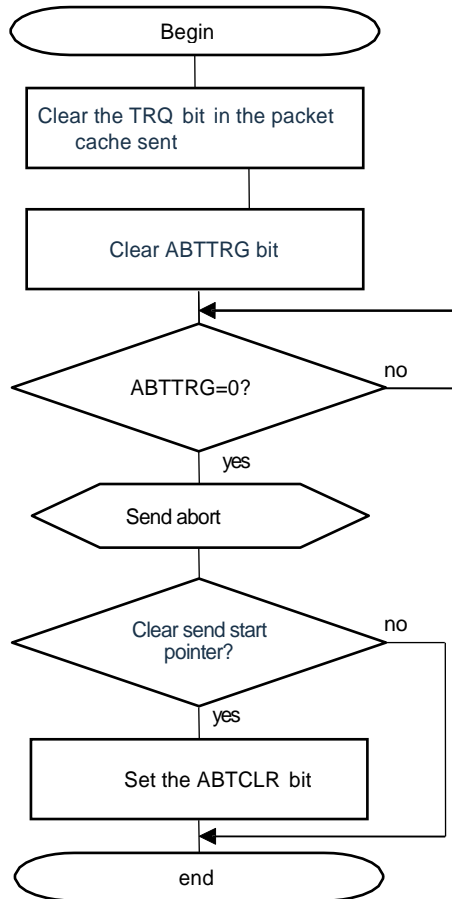 Begin
Clear the TRQ bit in the packet
cache sent
Clear ABTTRG bit
ABTTRG=0?
no
yes
Send abort
Clear send start
pointer?
no
yes
Set the ABTCLR bit
end